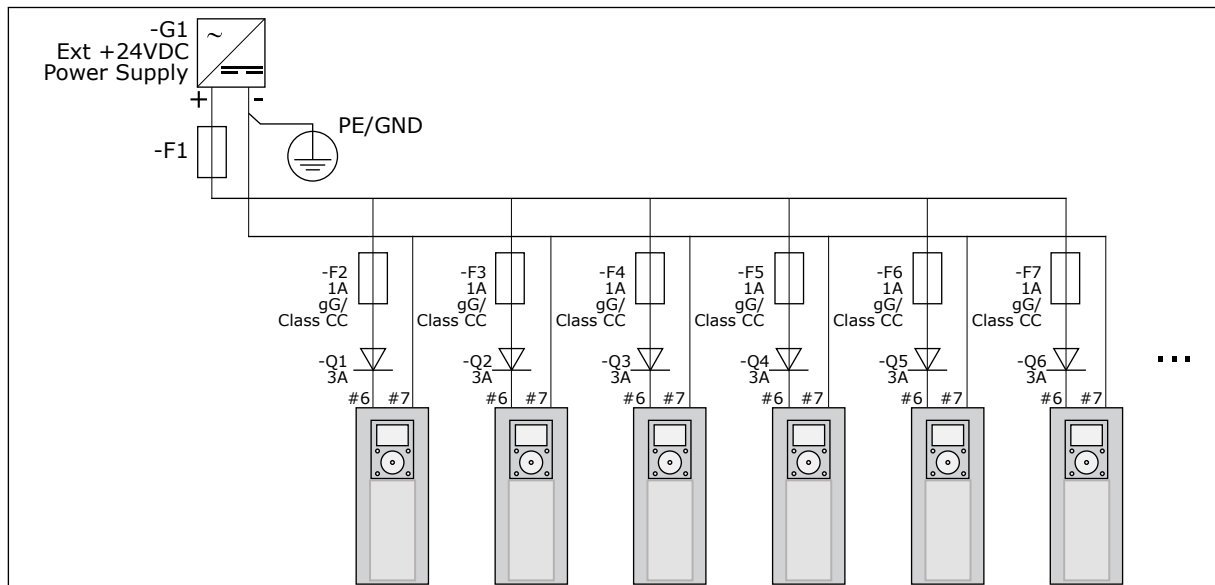 -G1
Ext +24VDC
Power Supply
+ -
-F1
PE/GND
-F2
1A
gG/
Class CC
-F3
1A
gG/
Class CC
-F4
1A
gG/
Class CC
-F5
1A
gG/
Class CC
-F6
1A
gG/
Class CC
-F7
1A
gG/
Class CC
-Q1
3A
-Q2
3A
-Q3
3A
-Q4
3A
-Q5
3A
-Q6
3A
...
#6 #7
#6 #7
#6 #7
#6 #7
#6 #7
#6 #7